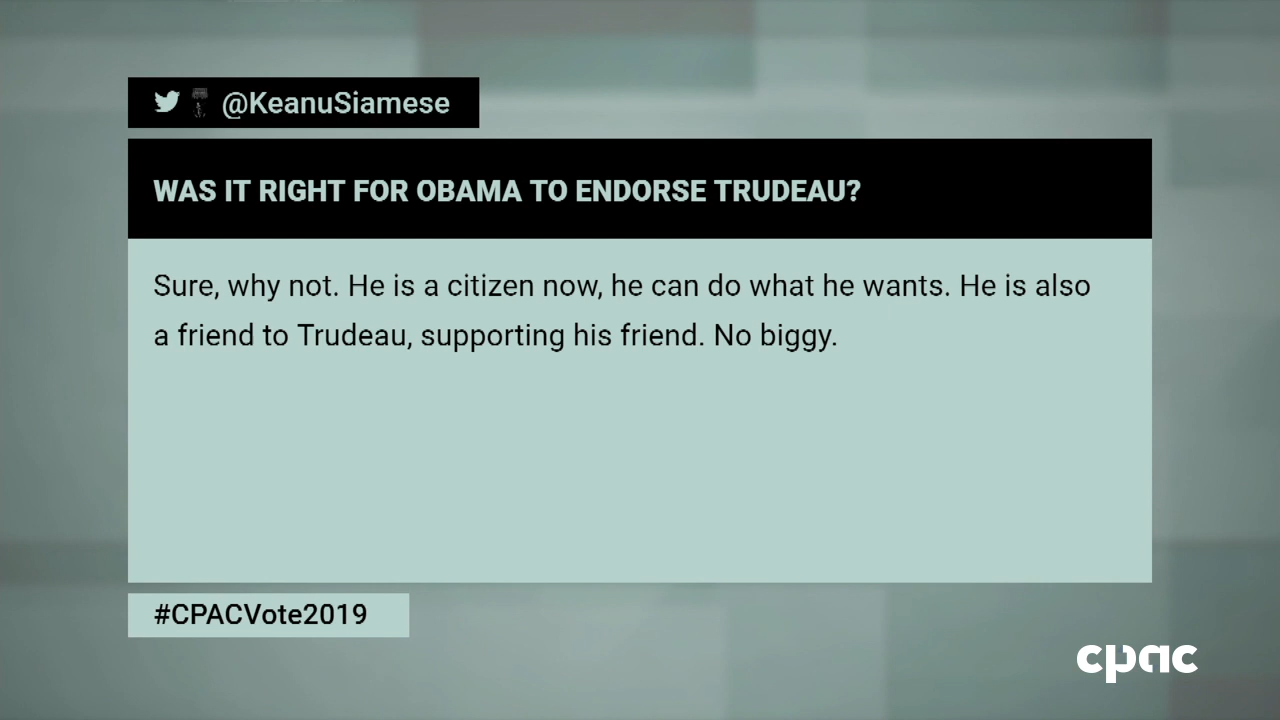 @KeanuSiamese
WAS IT RIGHT FOR OBAMA TO ENDORSE TRUDEAU?
Sure, why not. He is a citizen now, he can do what he wants. He is also
a friend to Trudeau, supporting his friend. No biggy.
#CPACVote2019
cpac